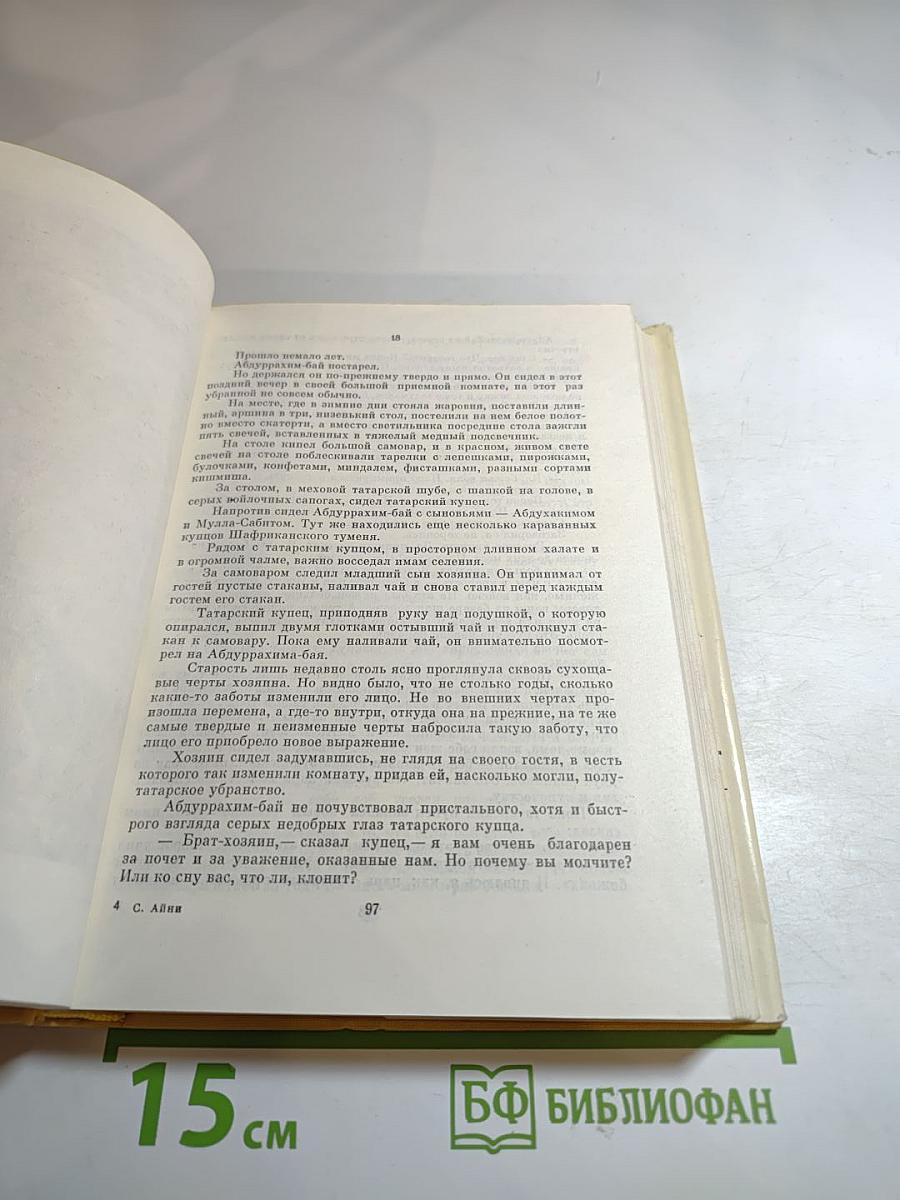 18
Прошло немало лет.
Абдуррахим-бай постарел.
Но держался он по-прежнему твердо и прямо. Он сидел в этот
поздний вечер в своей большой приемной комнате, на этот раз
убранной не совсем обычно.
На месте, где в зимние дни стояла жаровня, поставили длин-
ный, аршина в три, низенький стол, постелили на нем белое полот-
но вместо скатерти, а вместо светильника посредине стола зажгли
пять свечей, вставленных в тяжелый медный подсвечник.
На столе кипел большой самовар, и в красном, живом свете
свечей на столе поблескивали тарелки с лепешками, пирожками,
булочками, конфетами, миндалем, фисташками, разными сортами
кишмиша.
За столом, в меховой татарской шубе, с шапкой на голове, в
серых войлочных сапогах, сидел татарский купец.
Напротив сидел Абдуррахим-бай с сыновьями — Абдухакимом
и Мулла-Сабитом. Тут же находились еще несколько караванных
купцов Шафриканского туменя.
Рядом с татарским купцом, в просторном длинном халате и
в огромной чалме, важно восседал имам селения.
За самоваром следил младший сын хозяина. Он принимал от
гостей пустые стаканы, наливал чай и снова ставил перед каждым
гостем его стакан.
Татарский купец, приподняв руку над подушкой, о которую
опирался, выпил двумя глотками остывший чай и подтолкнул ста-
кан к самовару. Пока ему наливали чай, он внимательно посмот-
рел на Абдуррахима-бая.
Старость лишь недавно столь ясно проглянула сквозь сухоща-
вые черты хозяина. Но видно было, что не столько годы, сколько
какие-то заботы изменили его лицо. Не во внешних чертах про-
изошла перемена, а где-то внутри, откуда она на прежние, на те же
самые твердые и неизменные черты набросила такую заботу, что
лицо его приобрело новое выражение.
Хозяин сидел задумавшись, не глядя на своего гостя, в честь
которого так изменили комнату, придав ей, насколько могли, полу-
татарское убранство.
Абдуррахим-бай не почувствовал пристального, хотя и быст-
рого взгляда серых недобрых глаз татарского купца.
— Брат-хозяин,— сказал купец,— я вам очень благодарен
за почет и за уважение, оказанные нам. Но почему вы молчите?
Или ко сну вас, что ли, клонит?
4 С. Айни 97
15 см
БФ БИБЛИОФАН